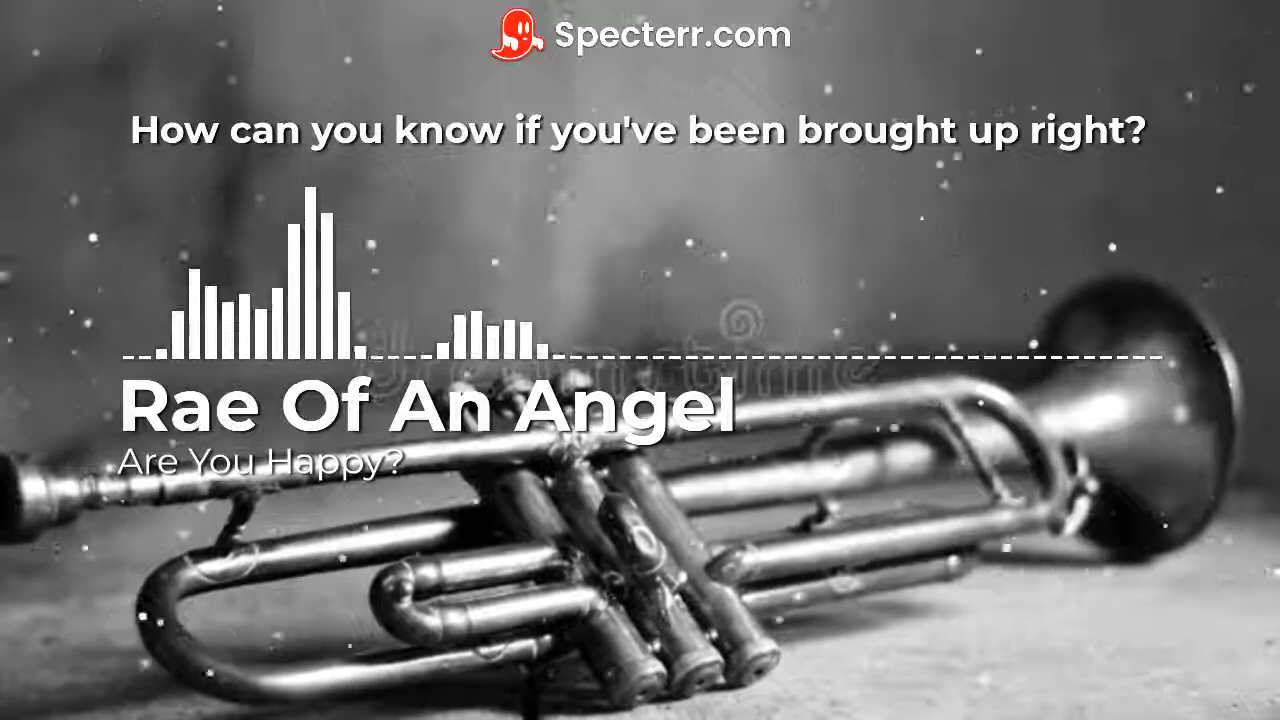 Specterr.com
How can you know if you've been brought up right?
dreamstime
Rae Of An Angel
Are You Happy?